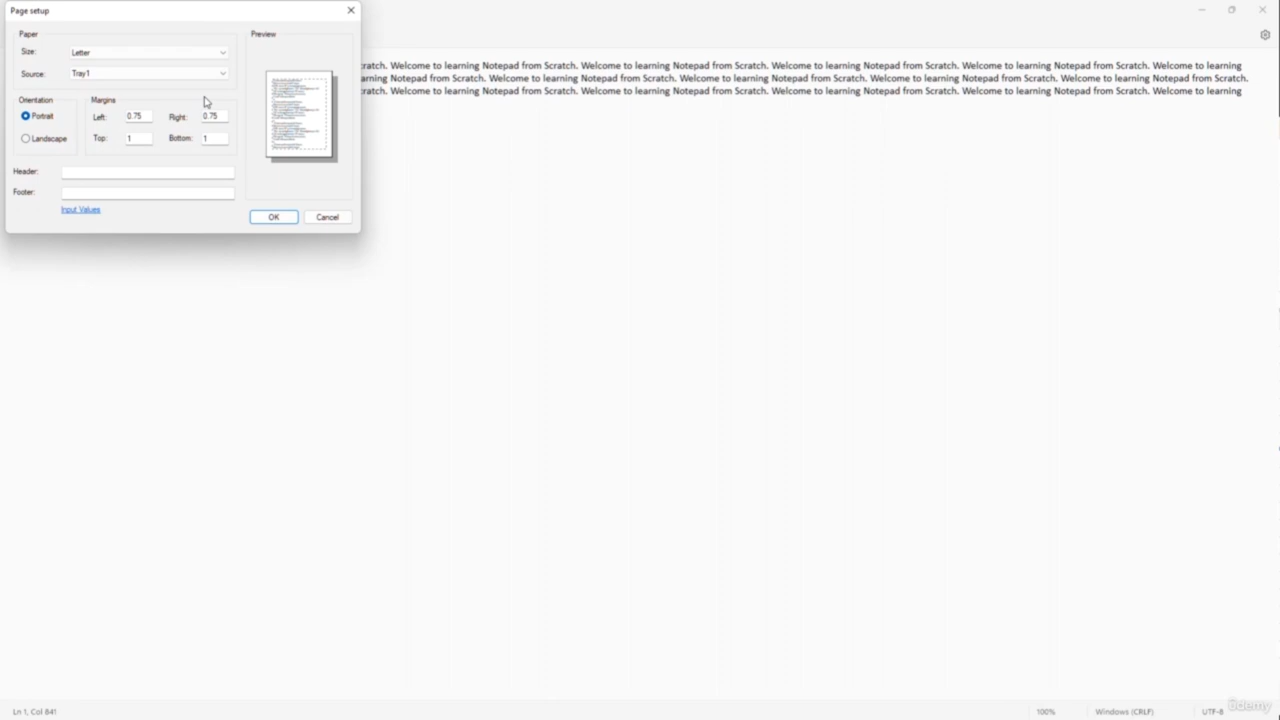 Page setup
Paper
Preview
Size: Letter
Source: Tray1
Orientation
Margins
Portrait
Left: 0.75 Right: 0.75
Landscape
Top: 1 Bottom: 1
Header:
Footer:
Input Values
OK Cancel
cratch. Welcome to learning Notepad from Scratch. Welcome to learning Notepad from Scratch. Welcome to learning Notepad from Scratch. Welcome to learning Notepad from Scratch. Welcome to learning
arning Notepad from Scratch. Welcome to learning Notepad from Scratch. Welcome to learning Notepad from Scratch. Welcome to learning Notepad from Scratch. Welcome to learning Notepad from Scratch.
cratch. Welcome to learning Notepad from Scratch. Welcome to learning Notepad from Scratch. Welcome to learning Notepad from Scratch. Welcome to learning Notepad from Scratch. Welcome to learning
Ln 1, Col 841
100%
Windows (CRLF)
UTF-8
ûdemy